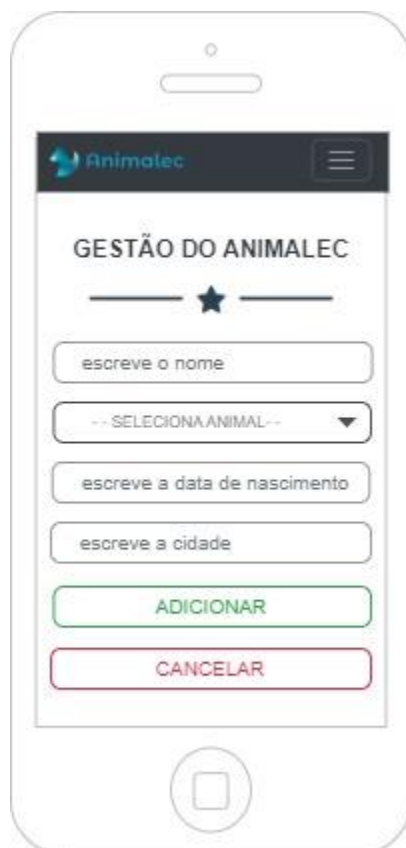 Animalec
GESTÃO DO ANIMALEC
escreve o nome
-- SELECIONA ANIMAL--
escreve a data de nascimento
escreve a cidade
ADICIONAR
CANCELAR